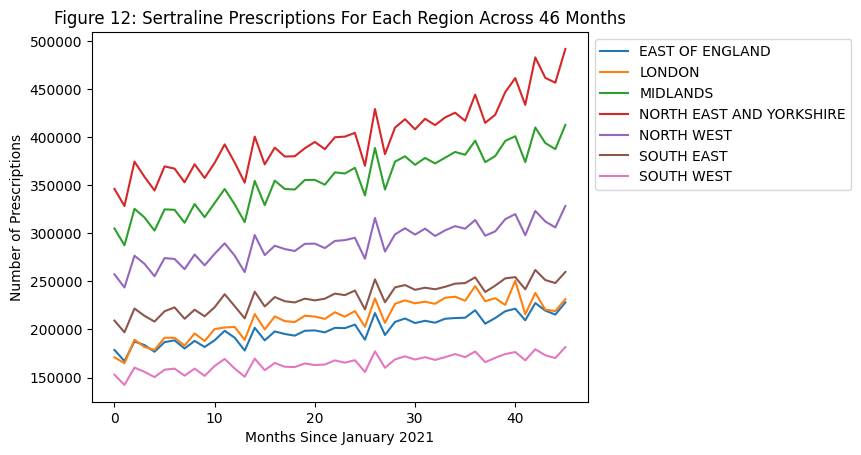 Figure 12: Sertraline Prescriptions For Each Region Across 46 Months
500000
450000
400000
350000
300000
250000
200000
150000
Number of Prescriptions
0
10
20
30
40
Months Since January 2021
EAST OF ENGLAND
LONDON
MIDLANDS
NORTH EAST AND YORKSHIRE
NORTH WEST
SOUTH EAST
SOUTH WEST